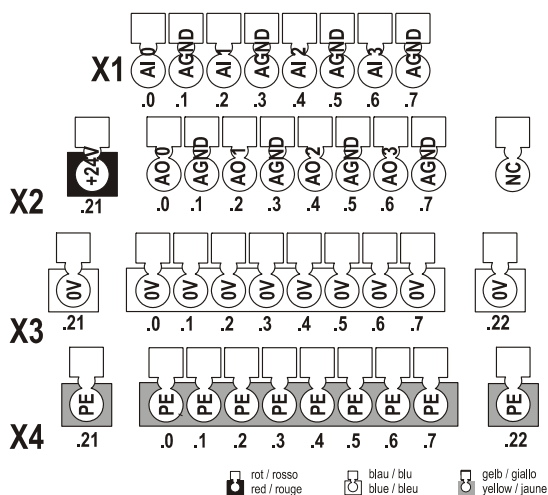 X1 AI 0 AGND AI 1 AGND AI 2 AGND AI 3 AGND
.0 .1 .2 .3 .4 .5 .6 .7
X2 +24V AO 0 AGND AO 1 AGND AO 2 AGND AO 3 AGND NC
.21 .0 .1 .2 .3 .4 .5 .6 .7
X3 0V 0V 0V 0V 0V 0V 0V 0V 0V 0V
.21 .0 .1 .2 .3 .4 .5 .6 .7 .22
X4 PE PE PE PE PE PE PE PE PE PE
.21 .0 .1 .2 .3 .4 .5 .6 .7 .22
rot / rosso blau / blu gelb / giallo
red / rouge blue / bleu yellow / jaune